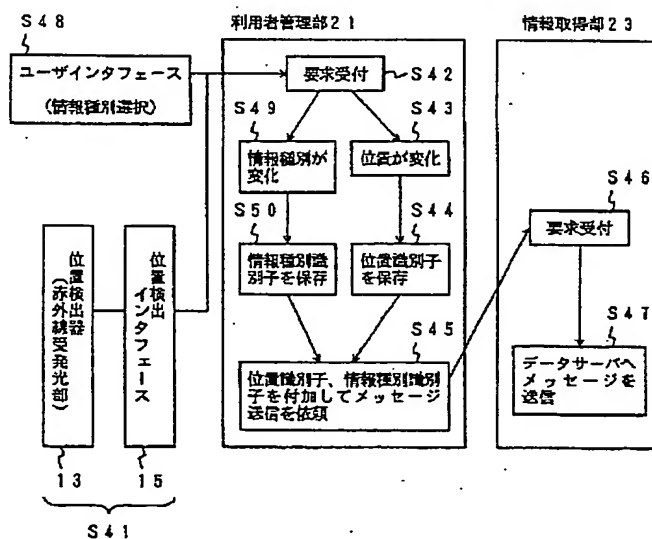 S48
ユーザインタフェース
(情報種別選択)
利用者管理部21
要求受付
S42
S49
S43
情報種別が
変化
位置が変化
S50
S44
情報種別識
別子を保存
位置識別子
を保存
S45
位置識別子、情報種別識別
子を付加してメッセージ
送信を依頼
情報取得部23
S46
要求受付
S47
データサーバへ
メッセージを
送信
位置検出器
(赤外線受発光部)
位置検出
インタフェース
13
15
S41